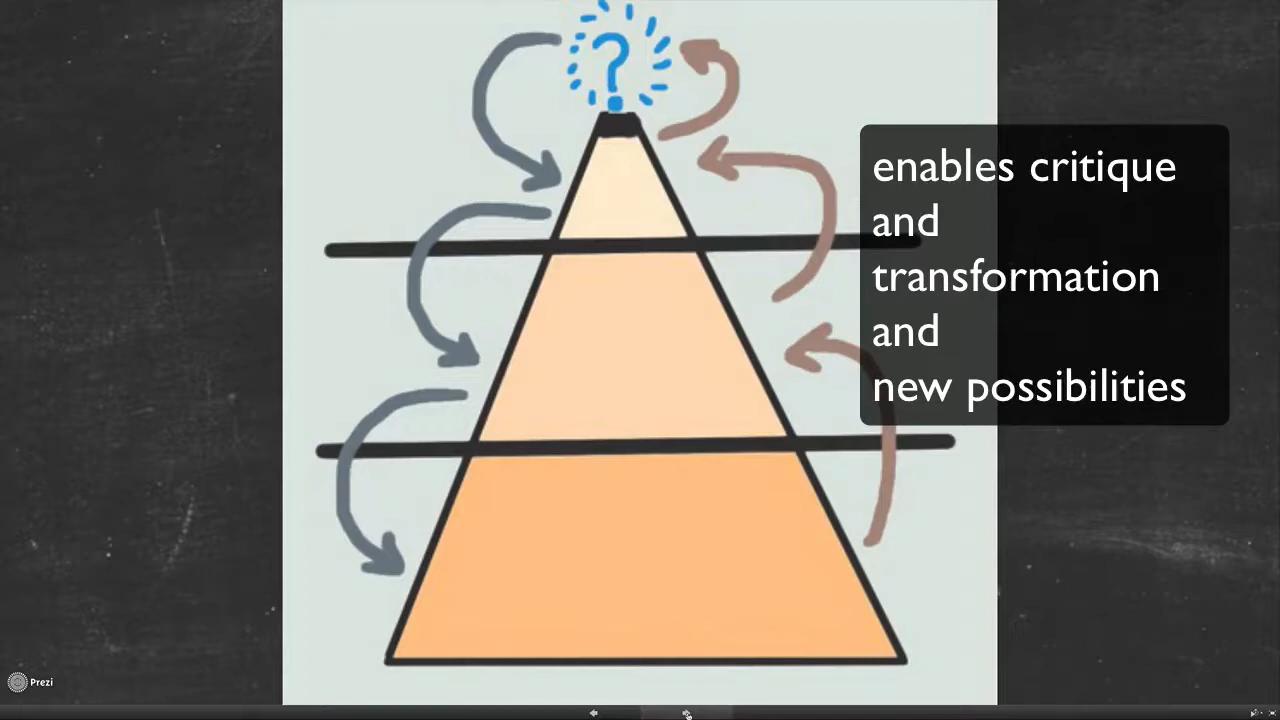 ?
enables critique
and
transformation
and
new possibilities
Prezi